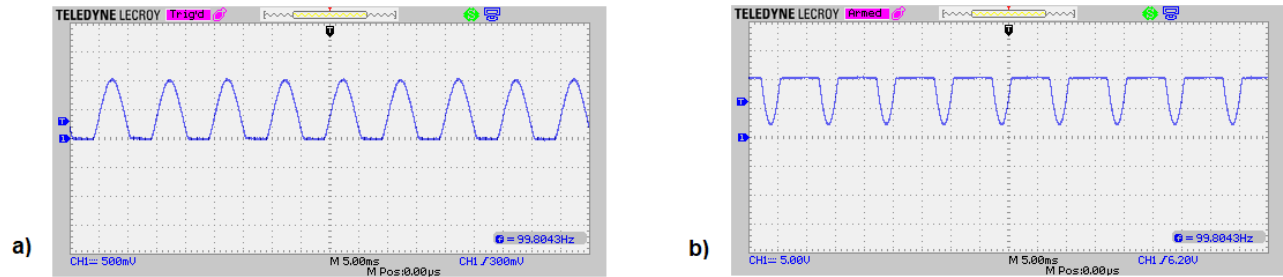 TELEDYNE LECROY Trig'd
T
T
1
f = 99.8043Hz
CH1 500mV M 5.00ms CH1 /300mV
M Pos:0.00μs
a)
TELEDYNE LECROY Armed
T
T
1
f = 99.8043Hz
CH1 5.00V M 5.00ms CH1 /6.20V
M Pos:0.00μs
b)